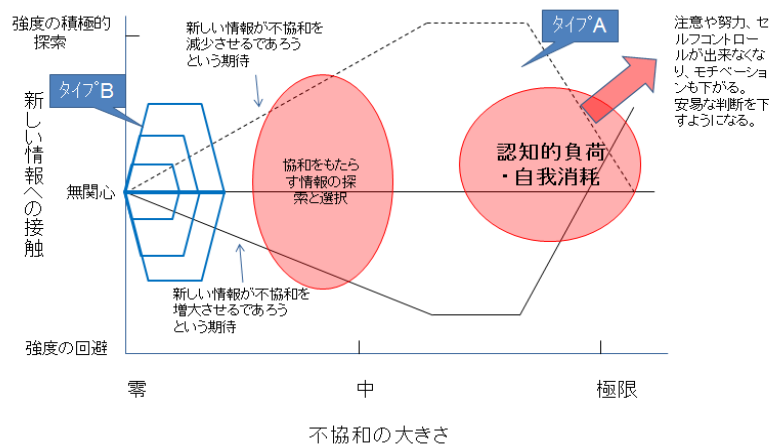 強度の積極的
探索
新しい情報が不協和を
減少させるであろう
という期待
タイプA
注意や努力、セ
ルフコントロー
ルが出来なくな
り、モチベーショ
ンも下がる。
安易な判断を下
すようになる。
タイプB
新しい情報への接触
無関心
協和をもたら
す情報の探
索と選択
認知的負荷
・自我消耗
新しい情報が不協和を
増大させるであろう
という期待
強度の回避
零
中
極限
不協和の大きさ